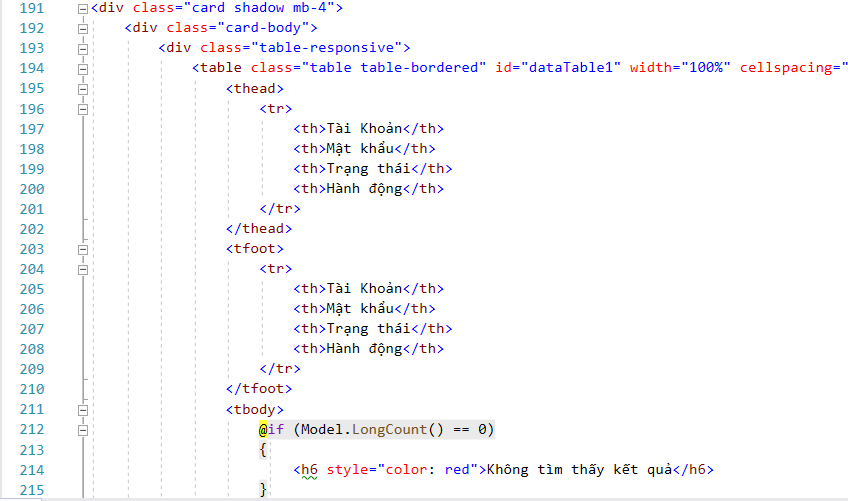 191 <div class="card shadow mb-4">
192 <div class="card-body">
193 <div class="table-responsive">
194 <table class="table table-bordered" id="dataTable1" width="100%" cellspacing="
195 <thead>
196 <tr>
197 <th>Tài Khoản</th>
198 <th>Mật khẩu</th>
199 <th>Trạng thái</th>
200 <th>Hành động</th>
201 </tr>
202 </thead>
203 <tfoot>
204 <tr>
205 <th>Tài Khoản</th>
206 <th>Mật khẩu</th>
207 <th>Trạng thái</th>
208 <th>Hành động</th>
209 </tr>
210 </tfoot>
211 <tbody>
212 @if (Model.LongCount() == 0)
213 {
214 <h6 style="color: red">Không tìm thấy kết quả</h6>
215 }